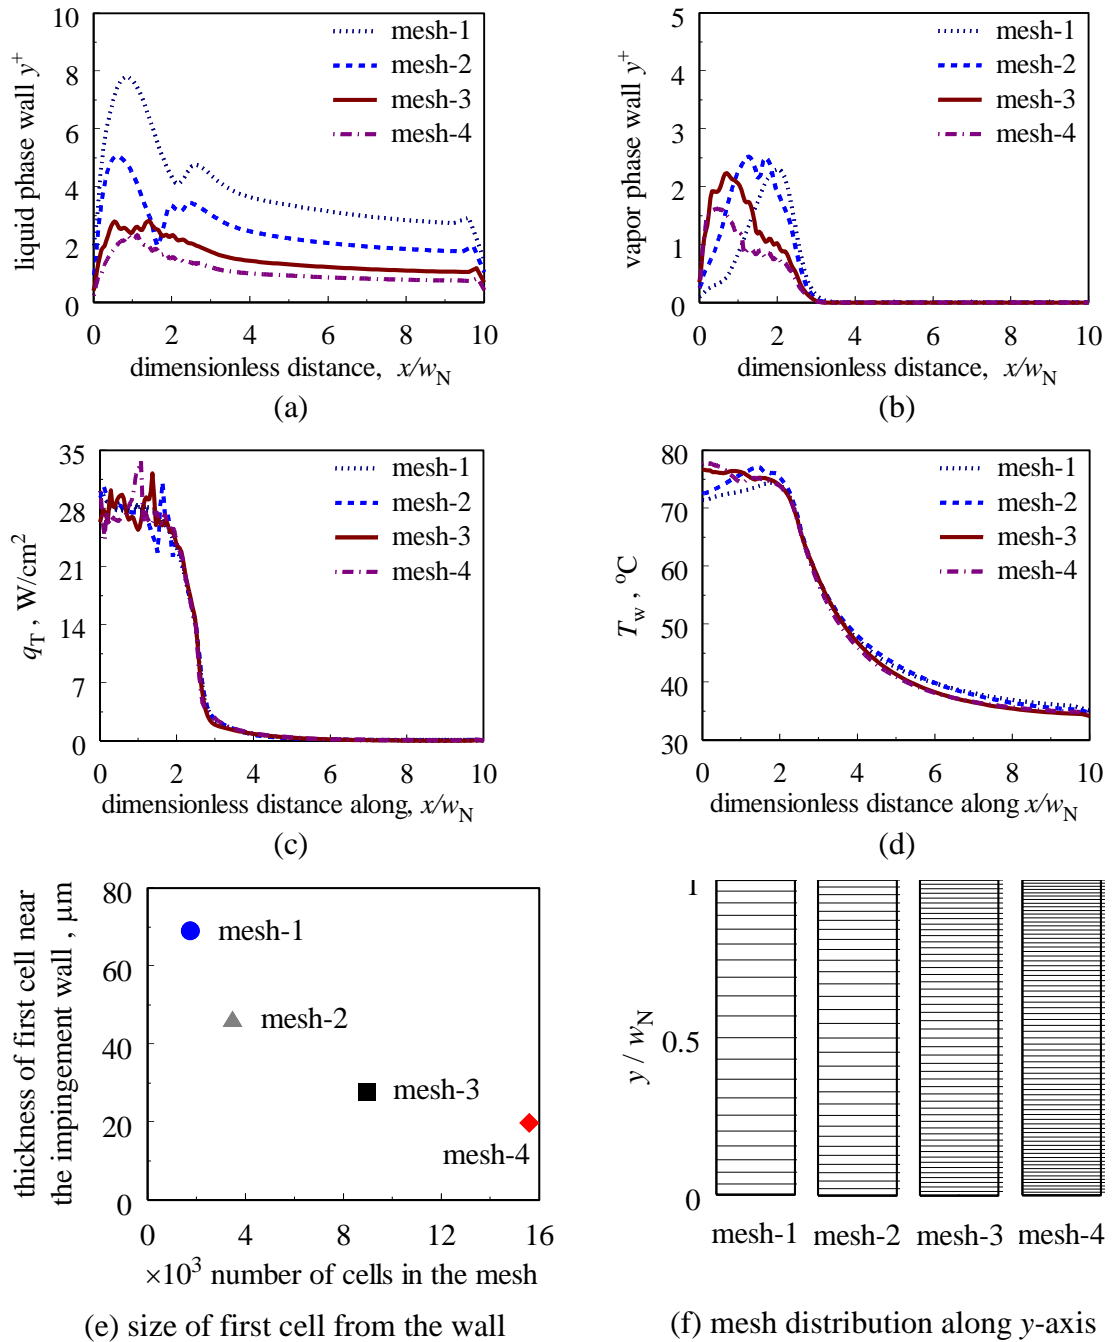 10
8
6
4
2
0
liquid phase wall y⁺
mesh-1
mesh-2
mesh-3
mesh-4
0 2 4 6 8 10
dimensionless distance, x/w_N
(a)
5
4
3
2
1
0
vapor phase wall y⁺
mesh-1
mesh-2
mesh-3
mesh-4
0 2 4 6 8 10
dimensionless distance, x/w_N
(b)
35
28
21
14
7
0
q_T , W/cm²
mesh-1
mesh-2
mesh-3
mesh-4
0 2 4 6 8 10
dimensionless distance along, x/w_N
(c)
80
70
60
50
40
30
T_w , °C
mesh-1
mesh-2
mesh-3
mesh-4
0 2 4 6 8 10
dimensionless distance along x/w_N
(d)
80
60
40
20
0
thickness of first cell near
the impingement wall , μm
mesh-1
mesh-2
mesh-3
mesh-4
0 4 8 12 16
×10³ number of cells in the mesh
(e) size of first cell from the wall
1
0.5
0
y / w_N
mesh-1 mesh-2 mesh-3 mesh-4
(f) mesh distribution along y-axis